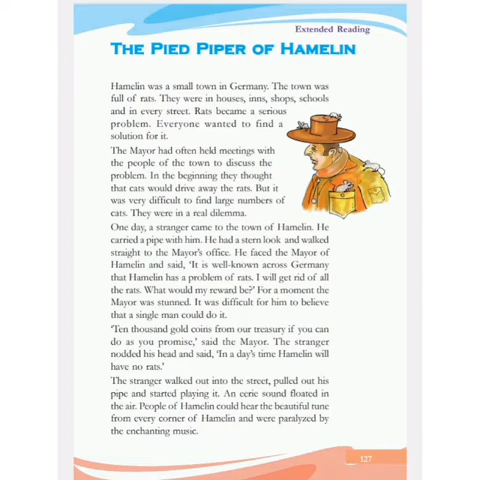 Extended Reading
THE PIED PIPER OF HAMELIN
Hamelin was a small town in Germany. The town was
full of rats. They were in houses, inns, shops, schools
and in every street. Rats became a serious
problem. Everyone wanted to find a
solution for it.
The Mayor had often held meetings with
the people of the town to discuss the
problem. In the beginning they thought
that cats would drive away the rats. But it
was very difficult to find large numbers of
cats. They were in a real dilemma.
One day, a stranger came to the town of Hamelin. He
carried a pipe with him. He had a stern look and walked
straight to the Mayor's office. He faced the Mayor of
Hamelin and said, 'It is well-known across Germany
that Hamelin has a problem of rats. I will get rid of all
the rats. What would my reward be?' For a moment the
Mayor was stunned. It was difficult for him to believe
that a single man could do it.
'Ten thousand gold coins from our treasury if you can
do as you promise,' said the Mayor. The stranger
nodded his head and said, 'In a day's time Hamelin will
have no rats.'
The stranger walked out into the street, pulled out his
pipe and started playing it. An eerie sound floated in
the air. People of Hamelin could hear the beautiful tune
from every corner of Hamelin and were paralyzed by
the enchanting music.
127